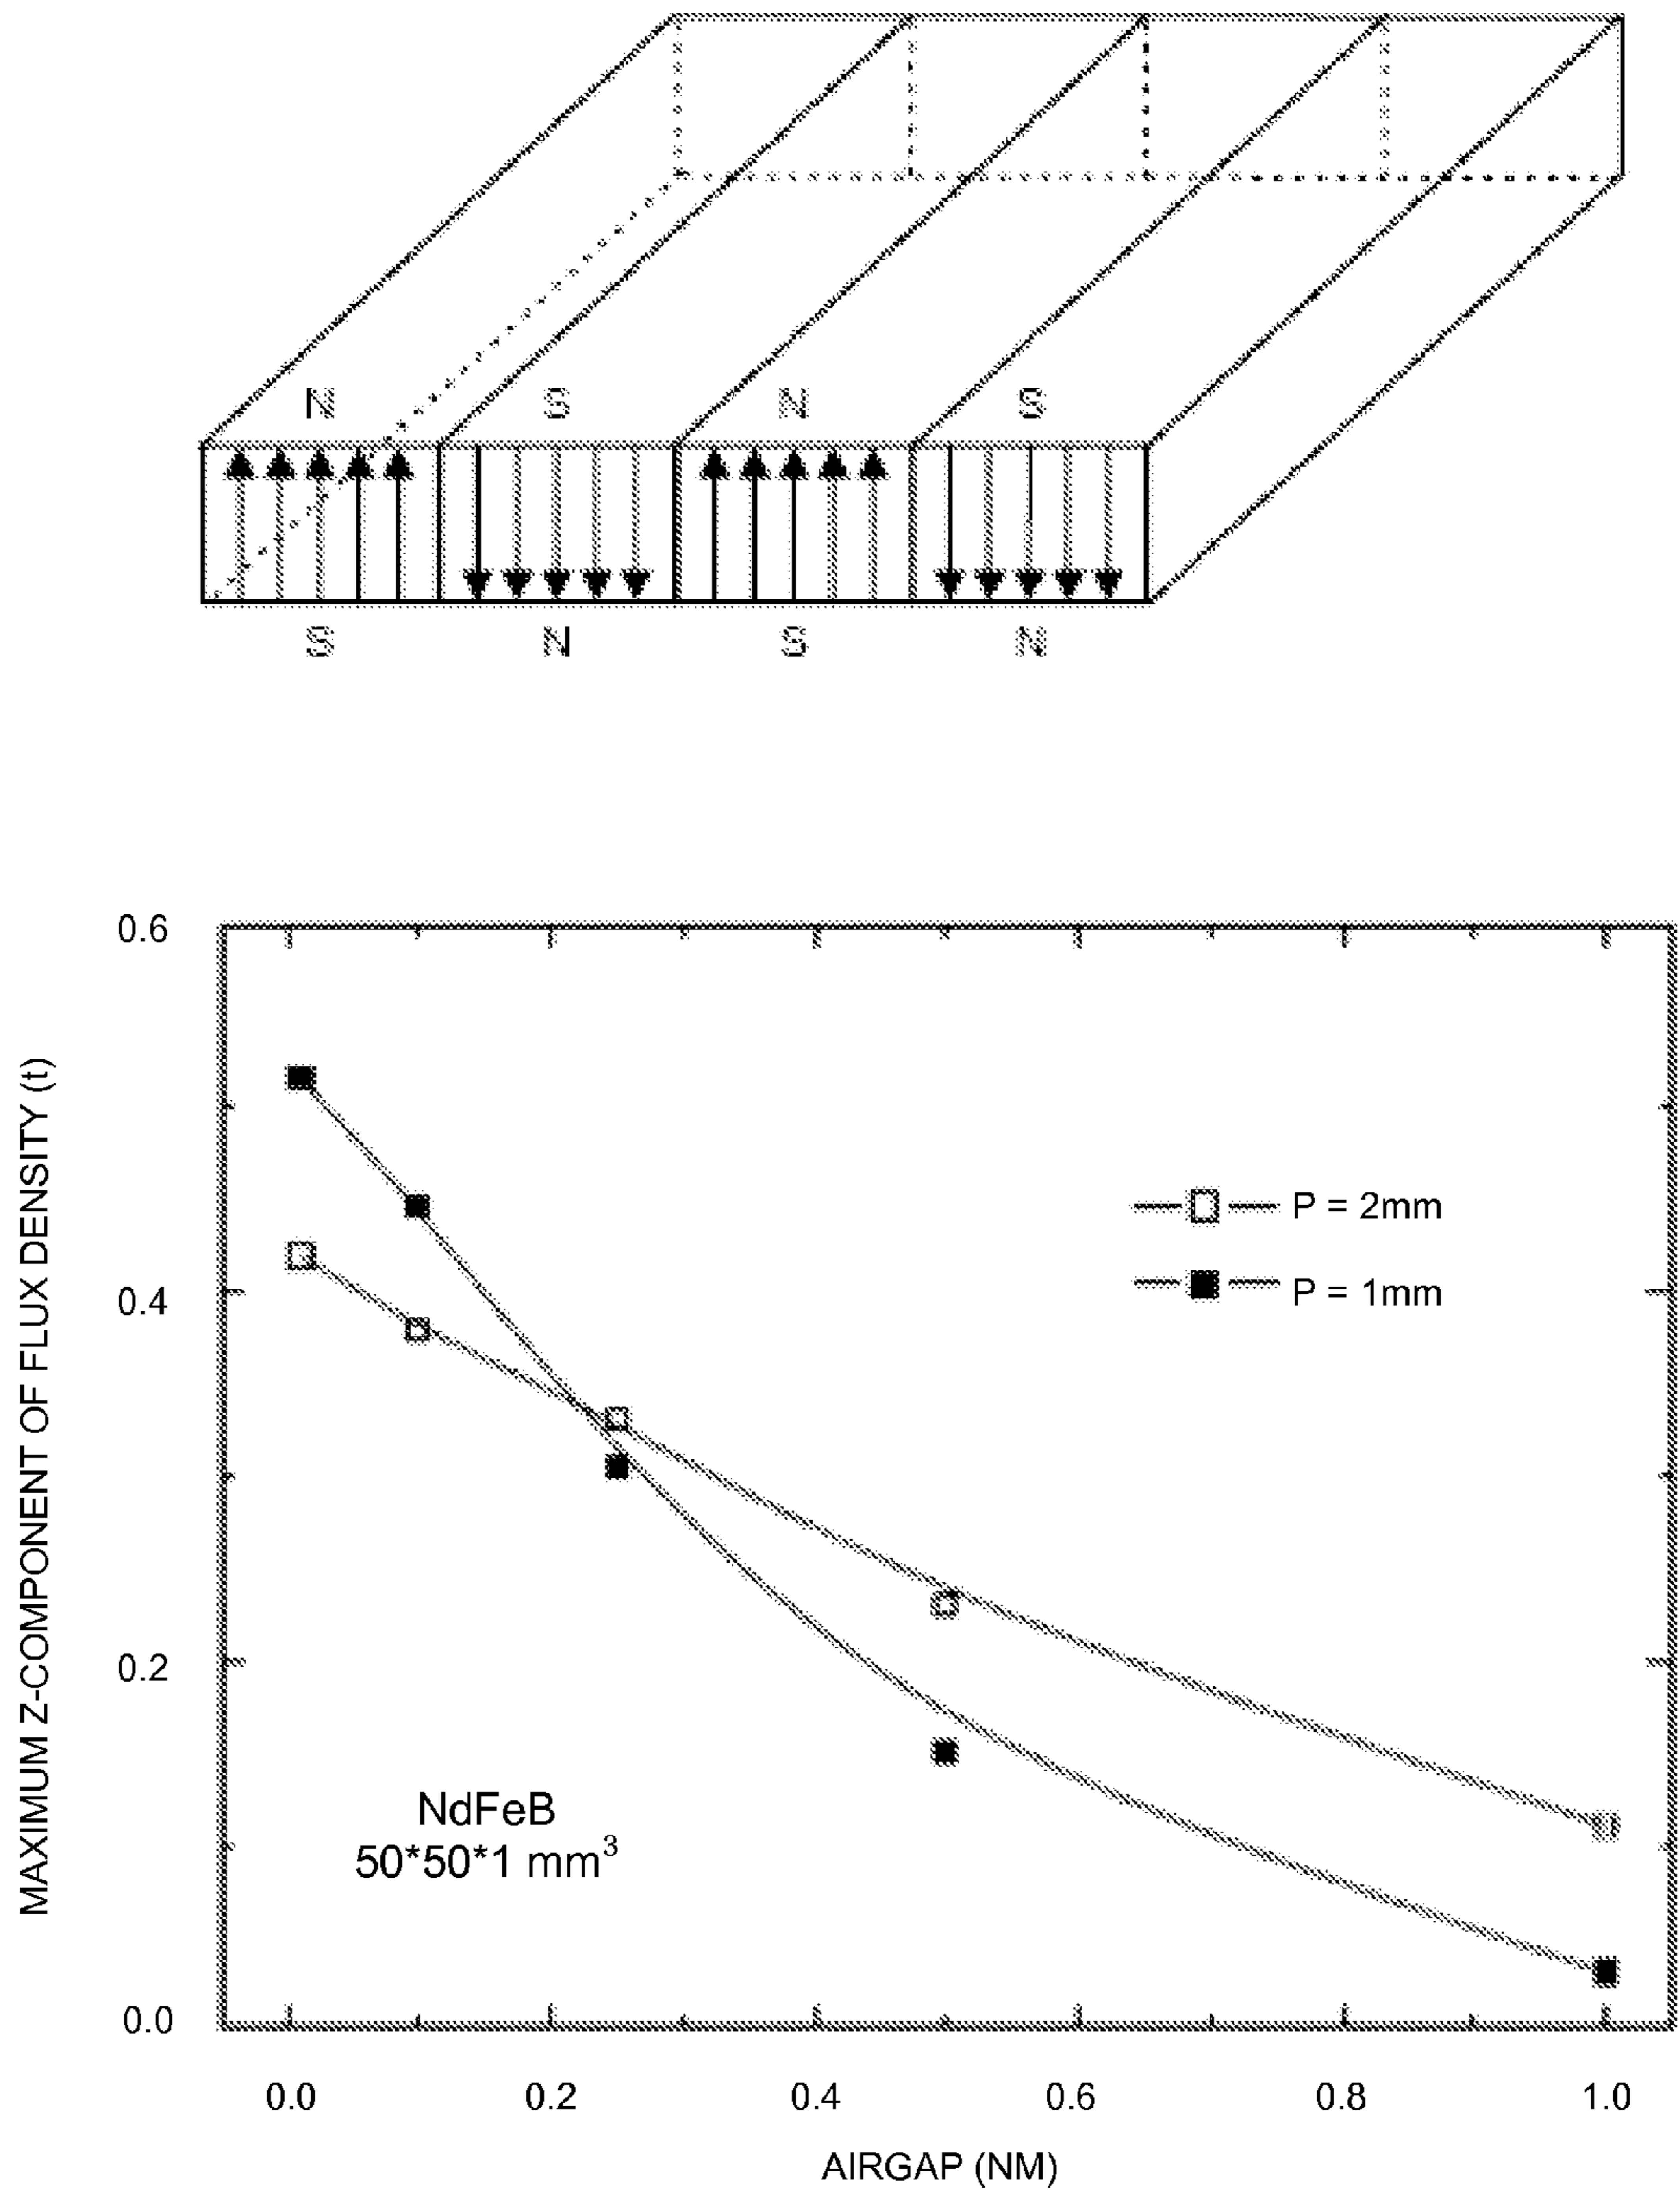 N S N S
S N S N
MAXIMUM Z-COMPONENT OF FLUX DENSITY (t)
0.6
0.4
0.2
0.0
P = 2mm
P = 1mm
NdFeB
50*50*1 mm³
0.0 0.2 0.4 0.6 0.8 1.0
AIRGAP (NM)